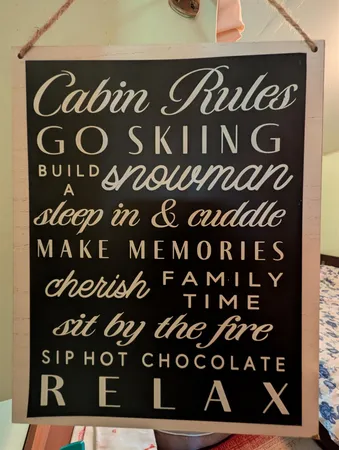 Cabin Rules
GO SKIING
BUILD A snowman
sleep in & cuddle
MAKE MEMORIES
cherish FAMILY TIME
sit by the fire
SIP HOT CHOCOLATE
RELAX